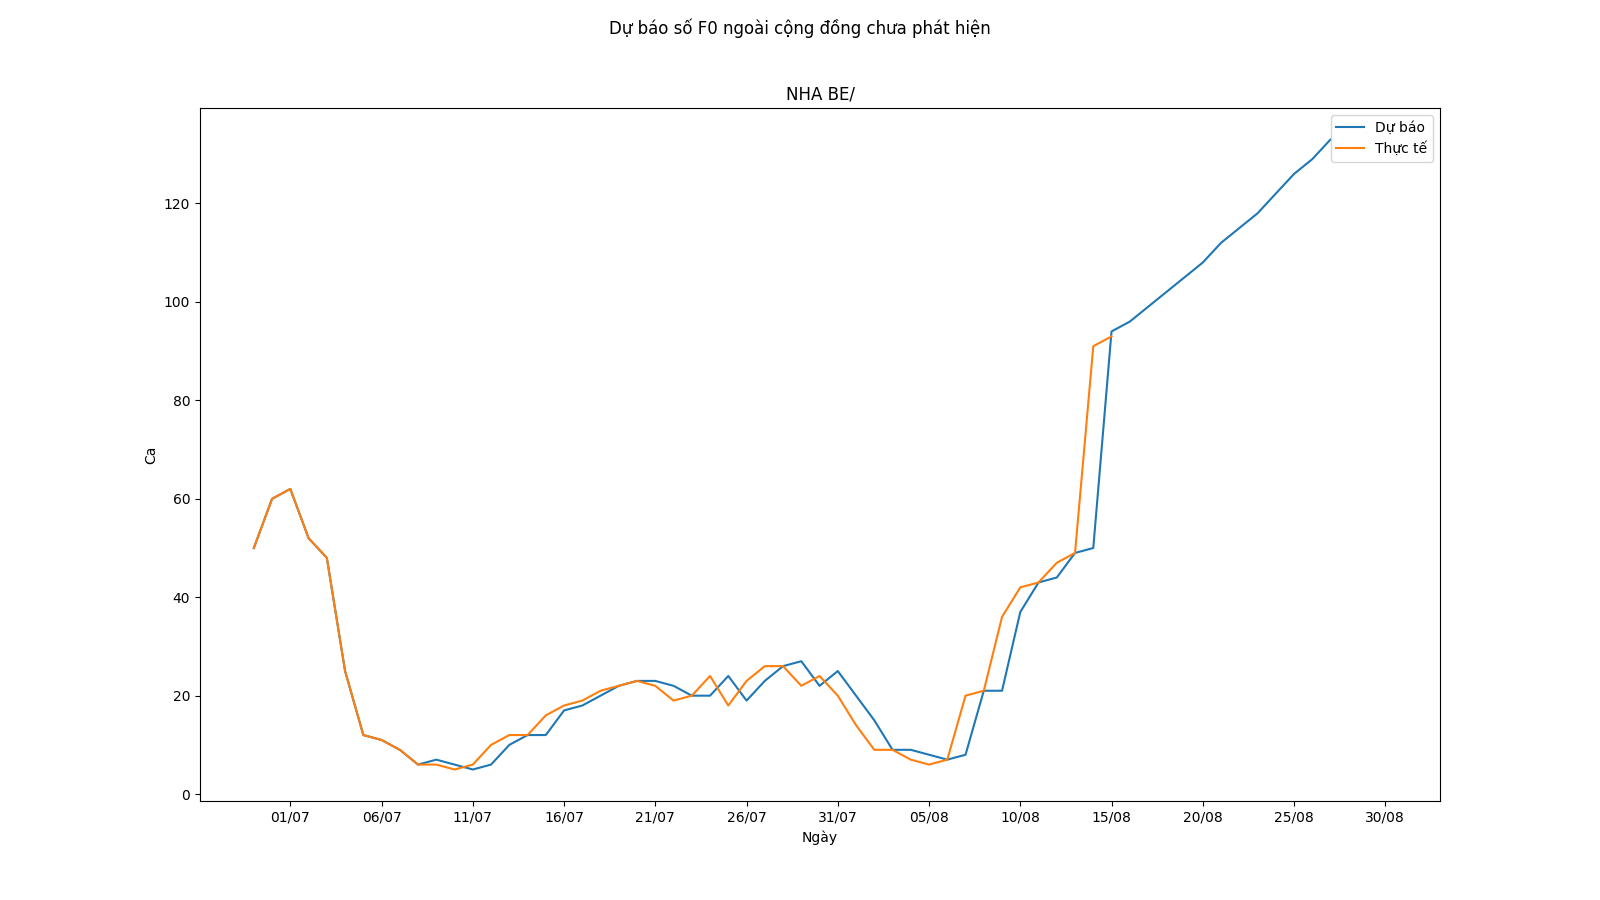 Dự báo số F0 ngoài cộng đồng chưa phát hiện
NHA BE/
Dự báo
Thực tế
120
100
80
60
40
20
0
Ca
01/07 06/07 11/07 16/07 21/07 26/07 31/07 05/08 10/08 15/08 20/08 25/08 30/08
Ngày